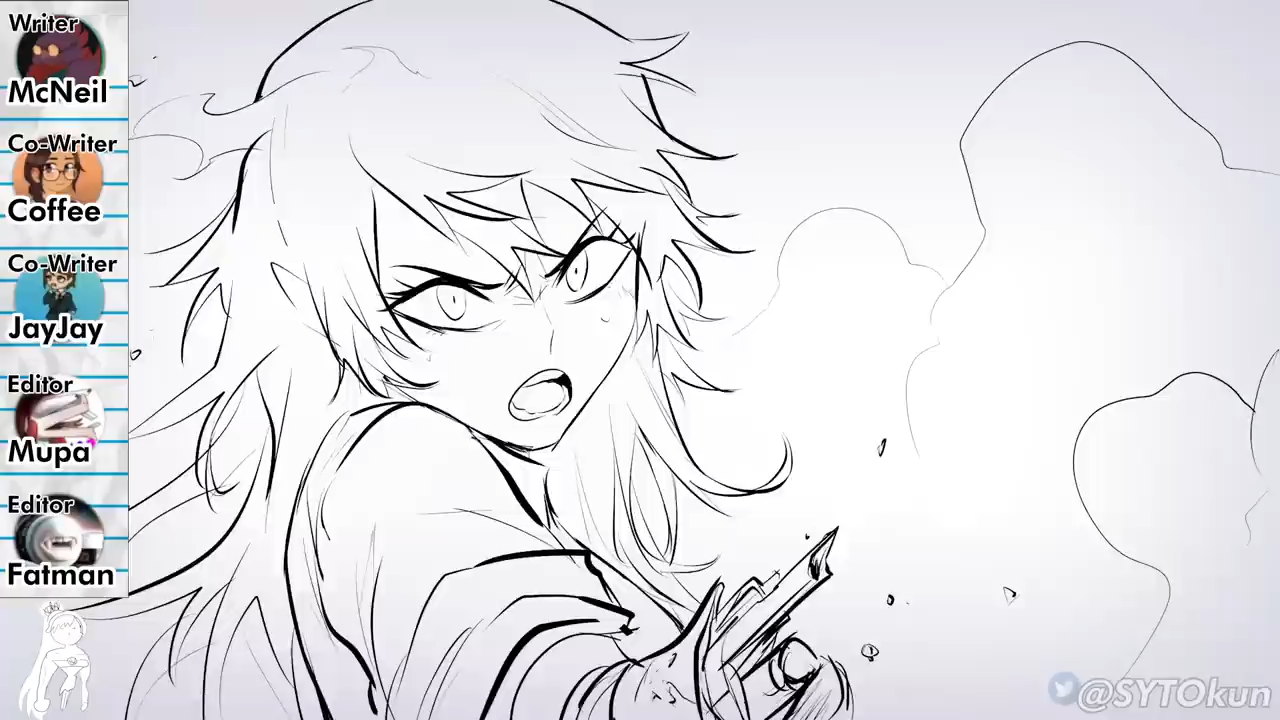 Writer
McNeil
Co-Writer
Coffee
Co-Writer
JayJay
Editor
Mupa
Editor
Fatman
@SYTOkun